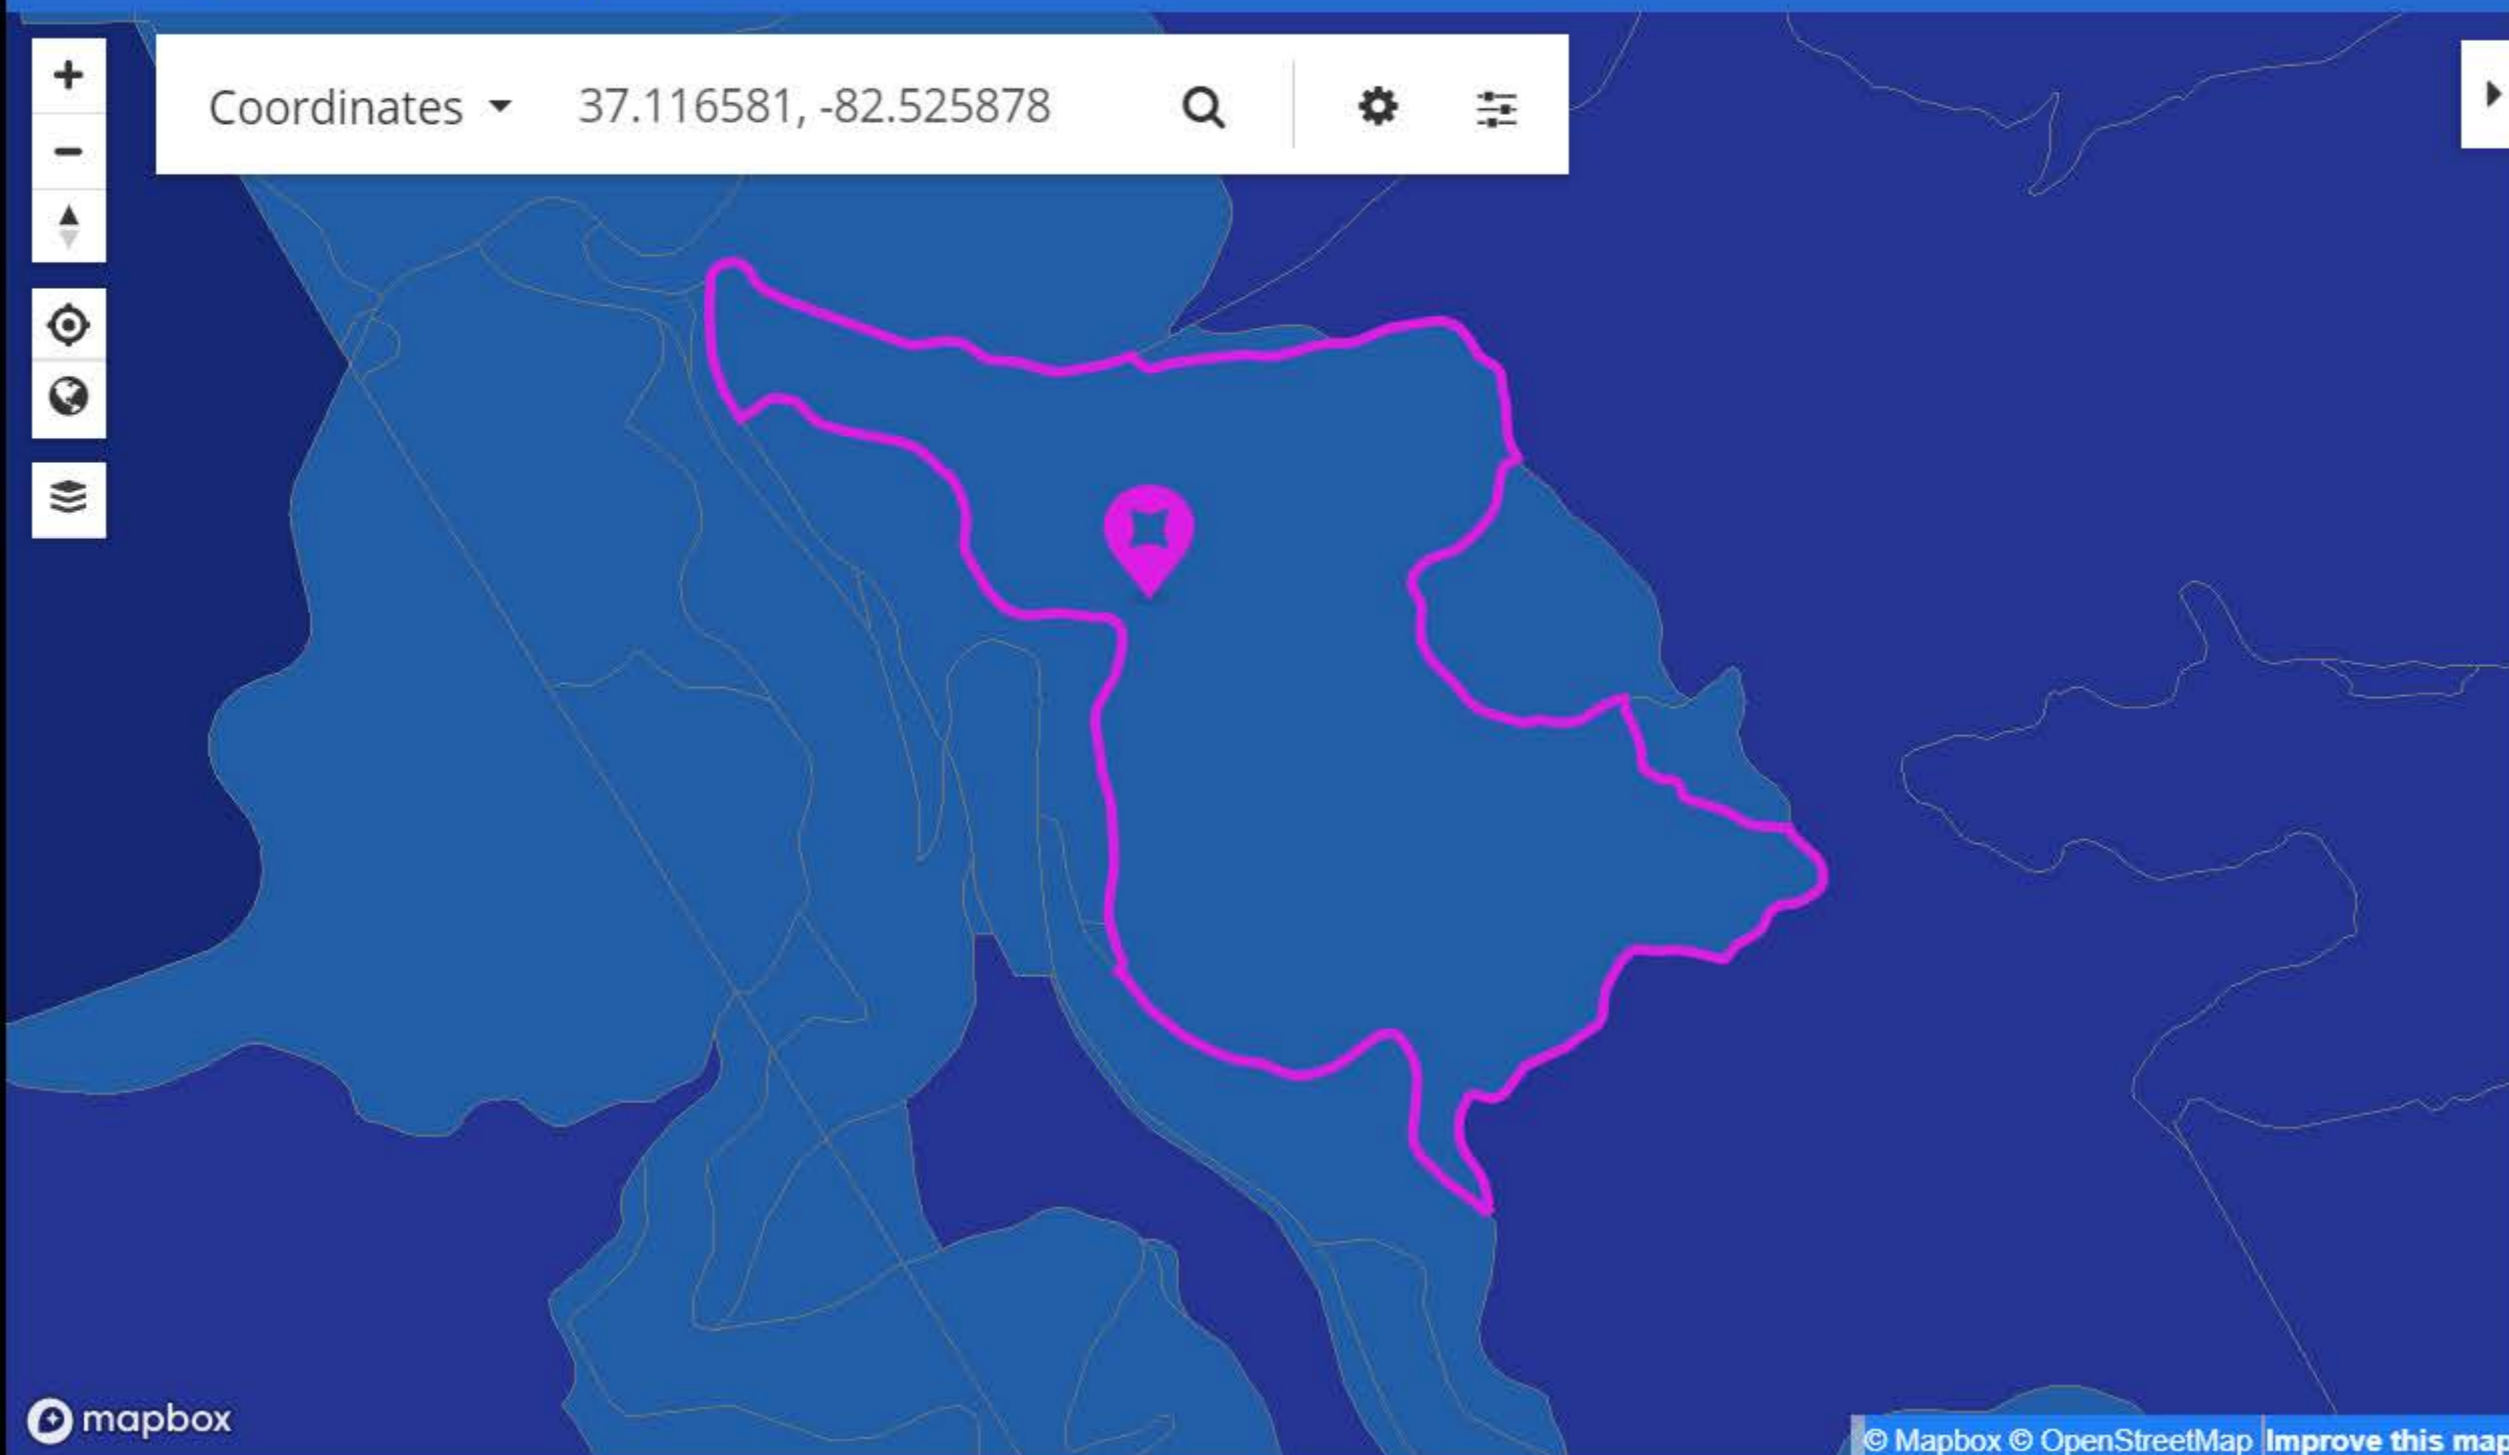 Coordinates 37.116581, -82.525878
mapbox
© Mapbox © OpenStreetMap Improve this map